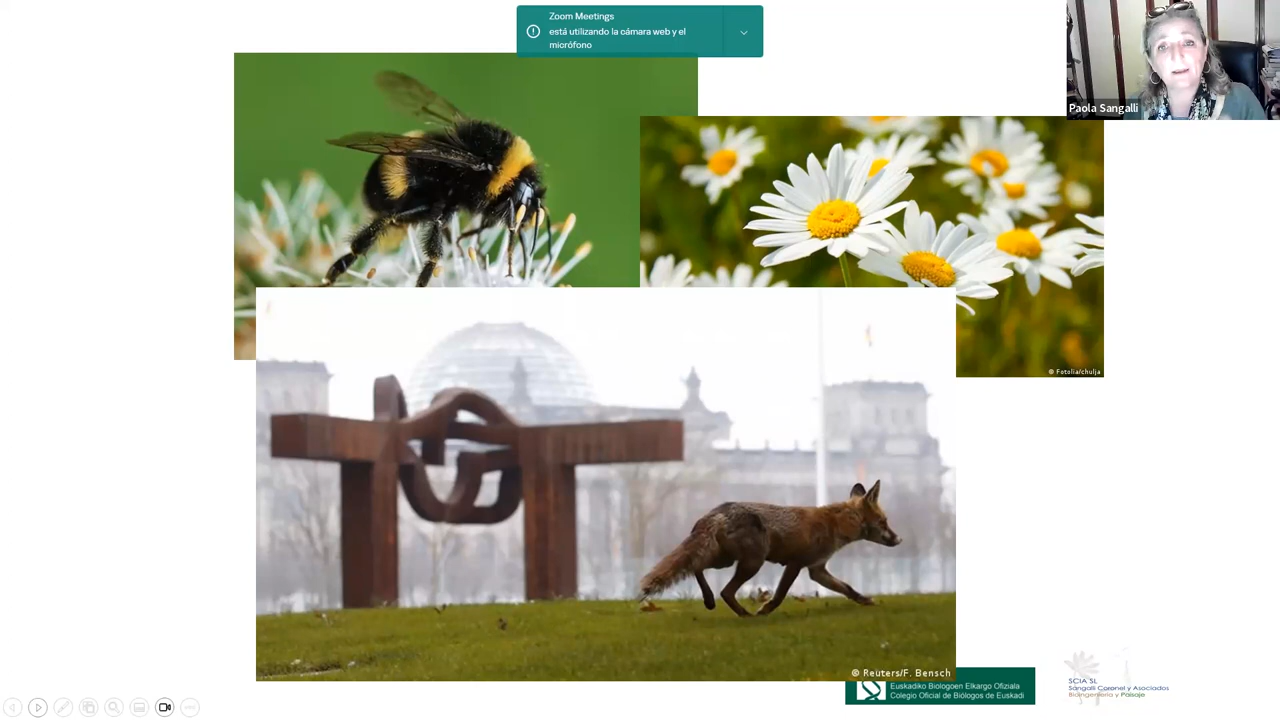 Zoom Meetings
está utilizando la cámara web y el
micrófono
Paola Sangalli
© Fotolia/chulja
© Reuters/F. Bensch
Euskadiko Biologoen Elkargo Ofiziala
Colegio Oficial de Biólogos de Euskadi
SCIA SL
Sangalli Coronel y Asociados
Bioingeniería y Paisaje